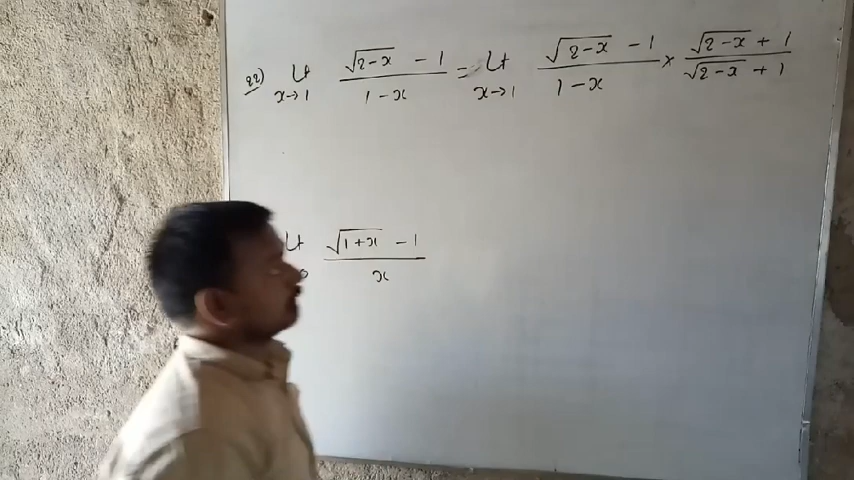 22) Lt x→1 √(2-x) - 1 / 1-x = Lt x→1 √(2-x) - 1 / 1-x × √(2-x) + 1 / √(2-x) + 1
Lt √(1+x) - 1 / x